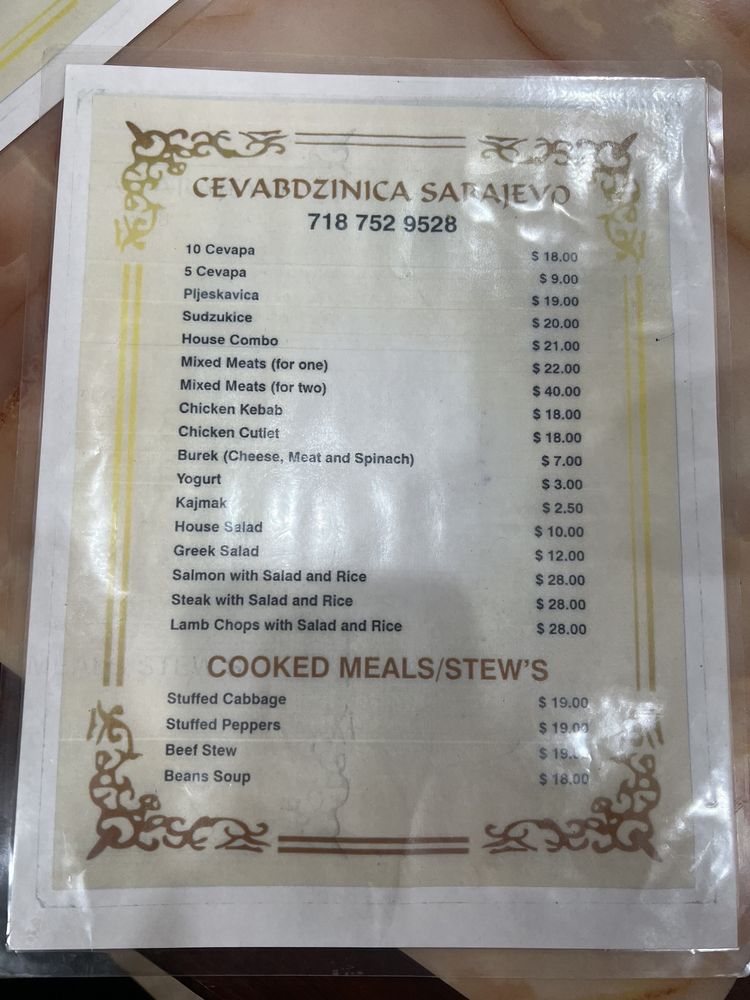 CEVABDZINICA SARAJEVO
718 752 9528
10 Cevapa $ 18.00
5 Cevapa $ 9.00
Pljeskavica $ 19.00
Sudzukice $ 20.00
House Combo $ 21.00
Mixed Meats (for one) $ 22.00
Mixed Meats (for two) $ 40.00
Chicken Kebab $ 18.00
Chicken Cutlet $ 18.00
Burek (Cheese, Meat and Spinach) $ 7.00
Yogurt $ 3.00
Kajmak $ 2.50
House Salad $ 10.00
Greek Salad $ 12.00
Salmon with Salad and Rice $ 28.00
Steak with Salad and Rice $ 28.00
Lamb Chops with Salad and Rice $ 28.00
COOKED MEALS/STEW'S
Stuffed Cabbage $ 19.00
Stuffed Peppers $ 19.00
Beef Stew $
Beans Soup $ 18.00